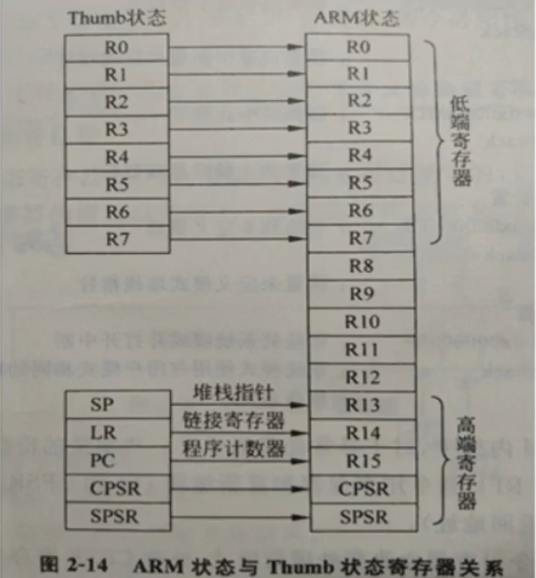 Thumb状态 ARM状态
R0 R0
R1 R1
R2 R2
R3 R3
R4 R4
R5 R5
R6 R6
R7 R7
低端寄存器
R8
R9
R10
R11
R12
SP 堆栈指针 R13
LR 链接寄存器 R14
PC 程序计数器 R15
CPSR CPSR
SPSR SPSR
高端寄存器
图 2-14 ARM 状态与 Thumb 状态寄存器关系